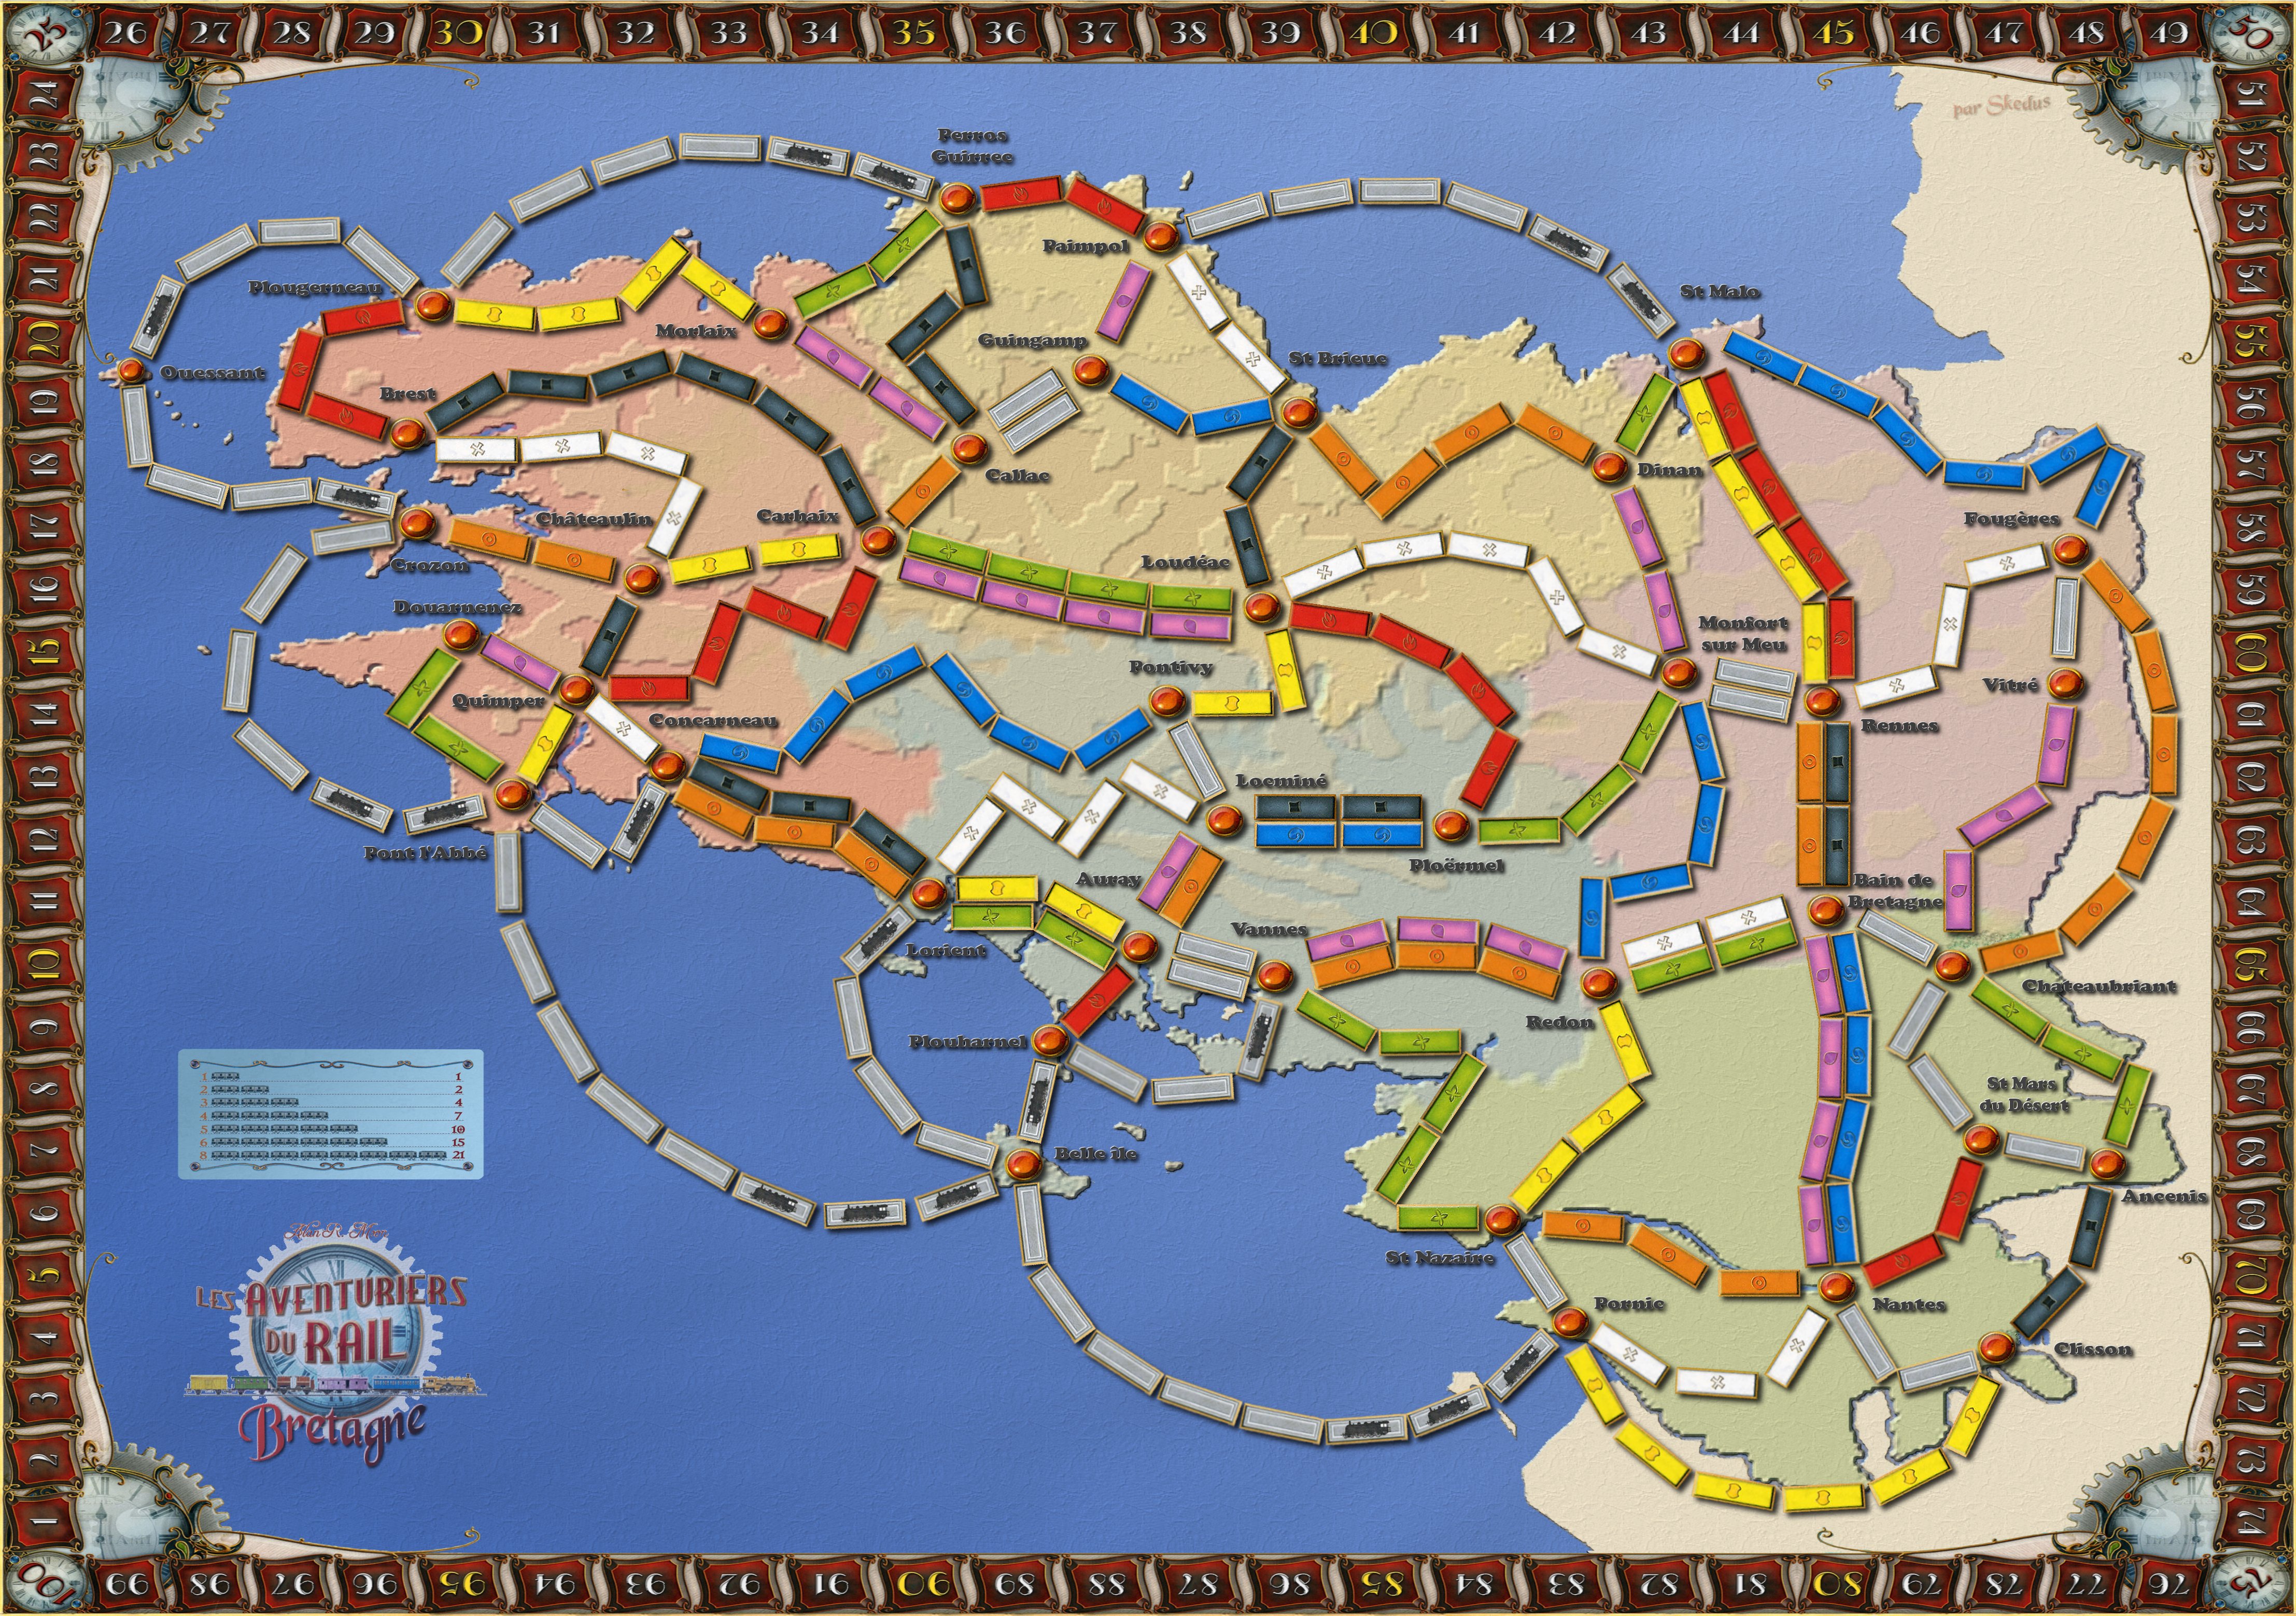 25 26 27 28 29 30 31 32 33 34 35 36 37 38 39 40 41 42 43 44 45 46 47 48 49 50
24
23
22
21
20
19
18
17
16
15
14
13
12
11
10
9
8
7
6
5
4
3
2
1
51
52
53
54
55
56
57
58
59
60
61
62
63
64
65
66
67
68
69
70
71
72
73
74
par Skedus
Perros
Guirrec
Paimpol
Plougerneau
St Malo
Morlaix
Guingamp
St Brieuc
Ouessant
Brest
Callac
Dinan
Châteaulin
Carhaix
Fougères
Crozon
Loudéac
Douarnenez
Monfort
sur Meu
Pontivy
Vitré
Quimper
Concarneau
Rennes
Locminé
Pont l'Abbé
Ploërmel
Auray
Bain de
Bretagne
Vannes
Lorient
Chateaubriant
Redon
Plouharnel
St Mars
du Désert
Belle île
Ancenis
St Nazaire
Pornic
Nantes
Clisson
1 1
2 2
3 4
4 7
5 10
6 15
8 21
Alan R. Moon
LES AVENTURIERS
DU RAIL
Bretagne
100 99 98 97 96 95 94 93 92 91 90 89 88 87 86 85 84 83 82 81 80 79 78 77 76 75